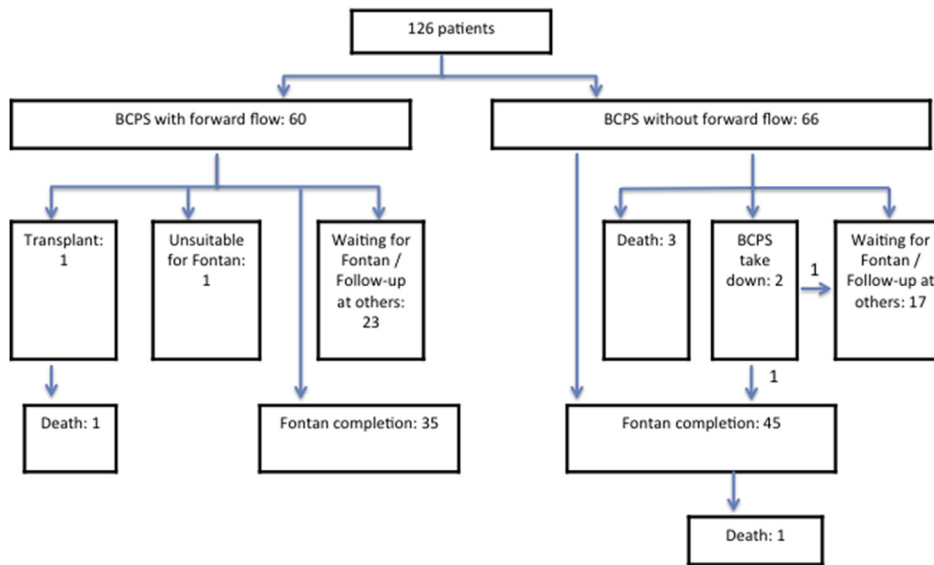 126 patients
BCPS with forward flow: 60
BCPS without forward flow: 66
Transplant:
1
Unsuitable
for Fontan:
1
Waiting for
Fontan /
Follow-up
at others:
23
Death: 3
BCPS
take
down: 2
1
Waiting for
Fontan /
Follow-up at
others: 17
1
Death: 1
Fontan completion: 35
Fontan completion: 45
Death: 1